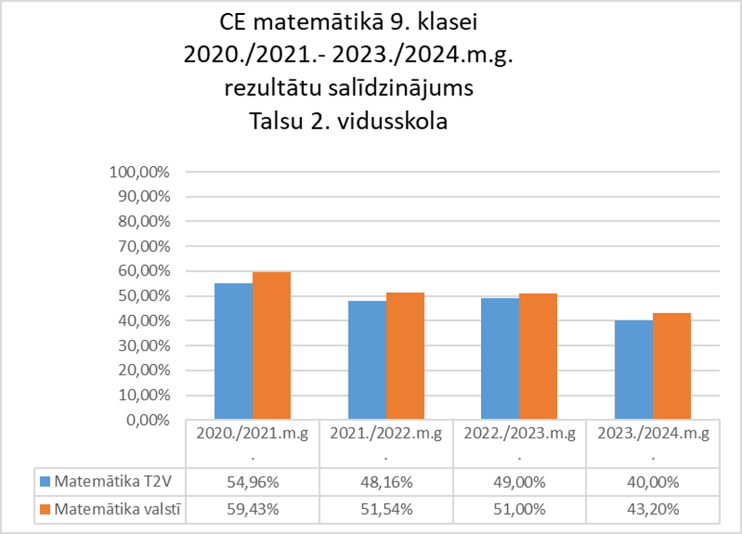 CE matemātikā 9. klasei
2020./2021.- 2023./2024.m.g.
rezultātu salīdzinājums
Talsu 2. vidusskola
100,00%
90,00%
80,00%
70,00%
60,00%
50,00%
40,00%
30,00%
20,00%
10,00%
0,00%
2020./2021.m.g. 2021./2022.m.g. 2022./2023.m.g. 2023./2024.m.g.
Matemātika T2V 54,96% 48,16% 49,00% 40,00%
Matemātika valstī 59,43% 51,54% 51,00% 43,20%